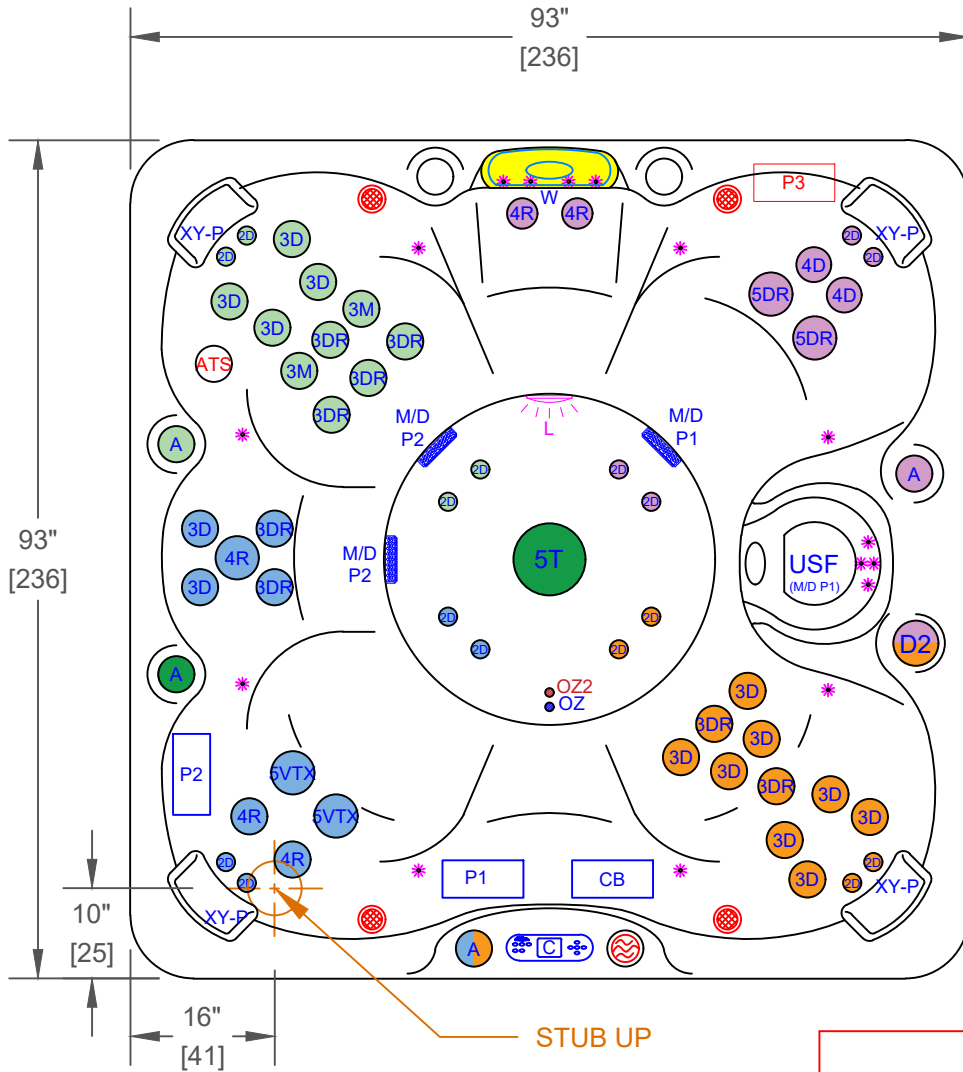 93"
[236]
P3
XY-P
XY-P
W
4R
4R
2D
2D
3D
2D
2D
3D
4D
3D
5DR
4D
3M
3D
3DR
3DR
5DR
ATS
3M
3DR
3DR
M/D
P2
L
M/D
P1
A
A
2D
2D
2D
2D
93"
[236]
3D
3DR
4R
3D
3DR
M/D
P2
5T
USF
(M/D P1)
2D
2D
2D
2D
D2
A
OZ2
OZ
3D
3DR
3D
3D
3D
3DR
3D
3D
3D
3D
P2
5VTX
4R
5VTX
4R
2D
2D
P1
CB
2D
2D
XY-P
XY-P
10"
[25]
A
C
16"
[41]
STUB UP